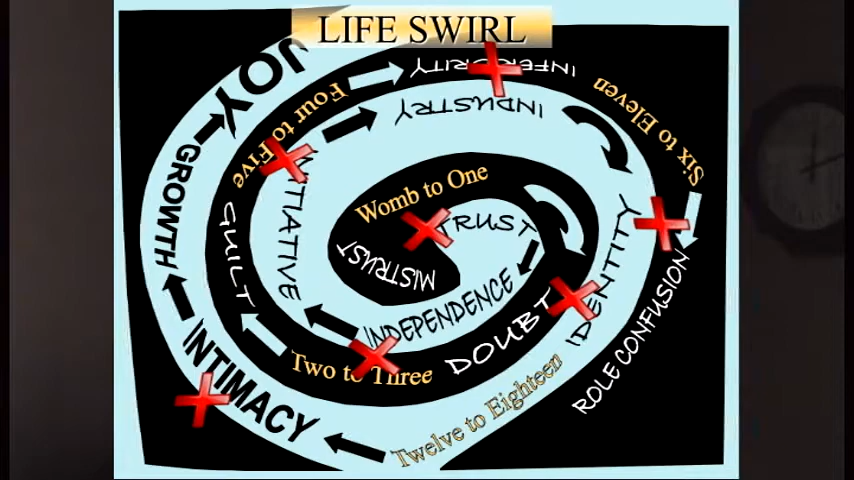 LIFE SWIRL
JOY
GROWTH
INTIMACY
Four to Five
INFERIORITY
INDUSTRY
Six to Eleven
INITIATIVE
GUILT
Womb to One
TRUST
MISTRUST
INDEPENDENCE
DOUBT
Two to Three
IDENTITY
ROLE CONFUSION
Twelve to Eighteen